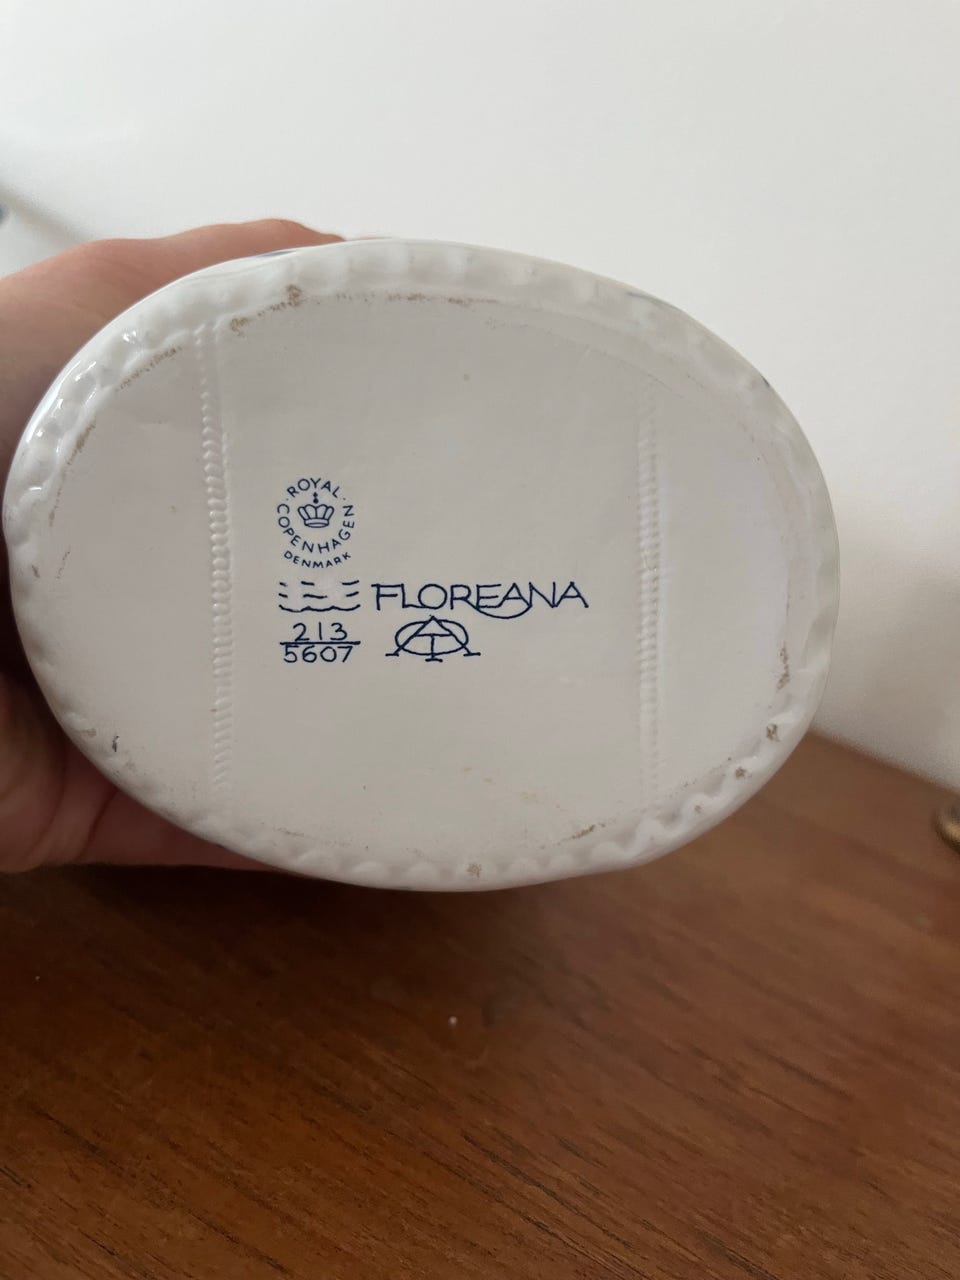 ROYAL
COPENHAGEN
DENMARK
FLOREANA
213
5607